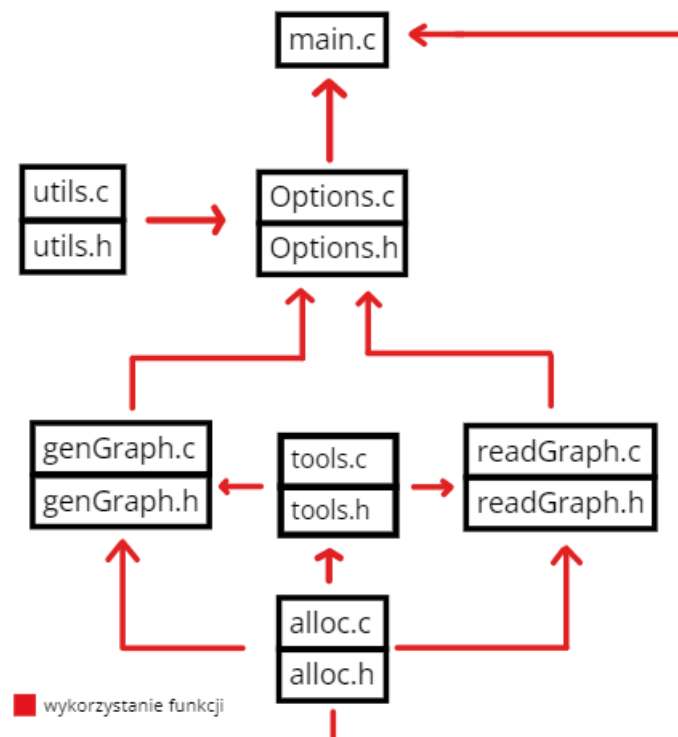 main.c
utils.c
utils.h
Options.c
Options.h
genGraph.c
genGraph.h
tools.c
tools.h
readGraph.c
readGraph.h
alloc.c
alloc.h
wykorzystanie funkcji